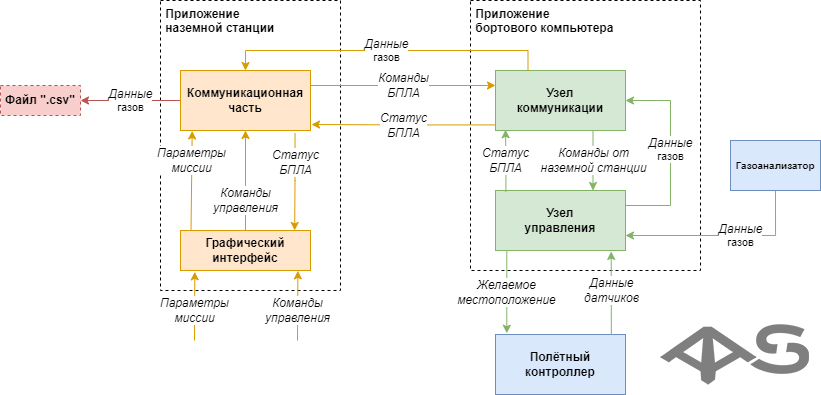 Приложение
наземной станции
Приложение
бортового компьютера
Данные
газов
Коммуникационная
часть
Команды
БПЛА
Узел
коммуникации
Файл ".csv"
Данные
газов
Статус
БПЛА
Параметры
миссии
Статус
БПЛА
Команды
управления
Статус
БПЛА
Команды от
наземной станции
Данные
газов
Газоанализатор
Графический
интерфейс
Узел
управления
Данные
газов
Параметры
миссии
Команды
управления
Желаемое
местоположение
Данные
датчиков
Полётный
контроллер